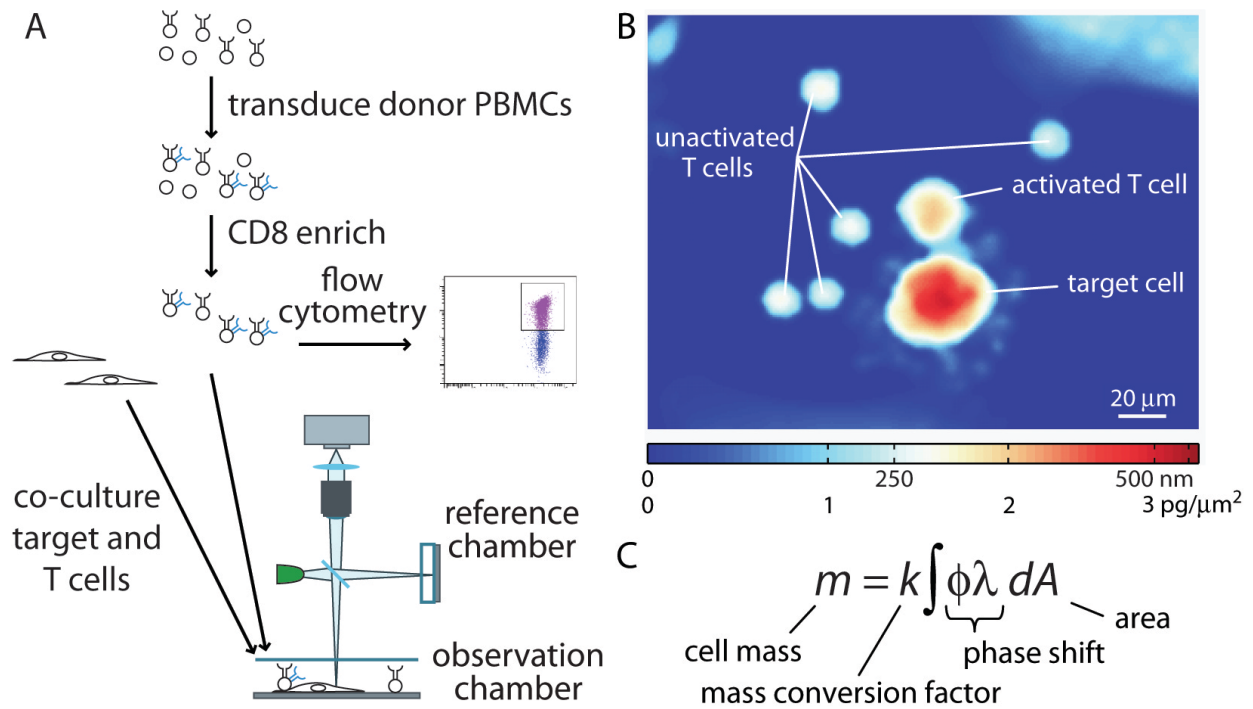 A
transduce donor PBMCs
CD8 enrich
flow
cytometry
co-culture
target and
T cells
reference
chamber
observation
chamber
B
unactivated
T cells
activated T cell
target cell
20 μm
0 250 500 nm
0 1 2 3 pg/μm²
C
m = k∫ϕλ dA
cell mass
mass conversion factor
phase shift
area